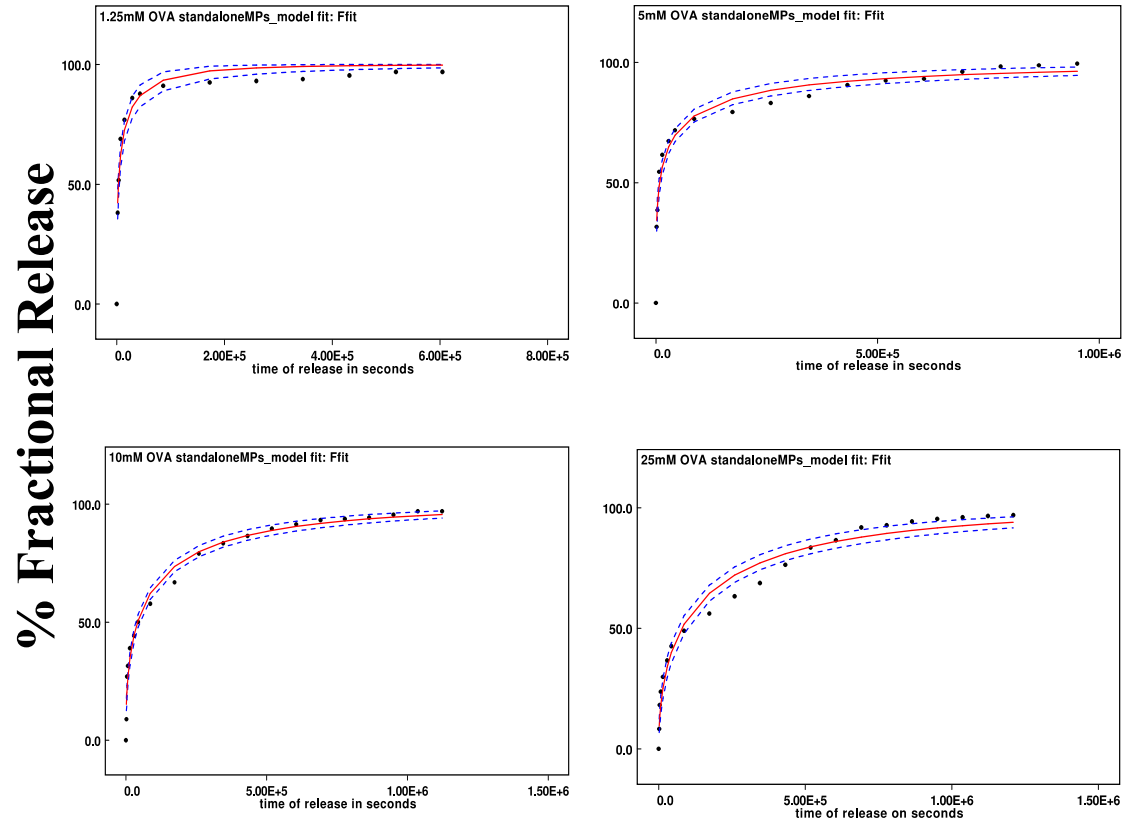 % Fractional Release
1.25mM OVA standaloneMPs_model fit: Ffit
100.0
50.0
0.0
0.0 2.00E+5 4.00E+5 6.00E+5 8.00E+5
time of release in seconds
5mM OVA standaloneMPs_model fit: Ffit
100.0
50.0
0.0
0.0 5.00E+5 1.00E+6
time of release in seconds
10mM OVA standaloneMPs_model fit: Ffit
100.0
50.0
0.0
0.0 5.00E+5 1.00E+6 1.50E+6
time of release in seconds
25mM OVA standaloneMPs_model fit: Ffit
100.0
50.0
0.0
0.0 5.00E+5 1.00E+6 1.50E+6
time of release on seconds